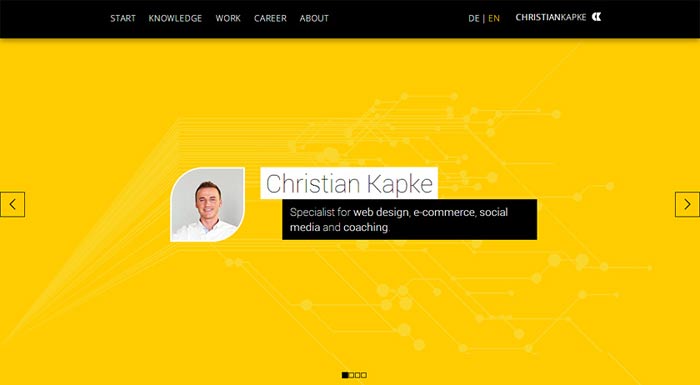 START KNOWLEDGE WORK CAREER ABOUT DE | EN CHRISTIANKAPKE
Christian Kapke
Specialist for web design, e-commerce, social
media and coaching.